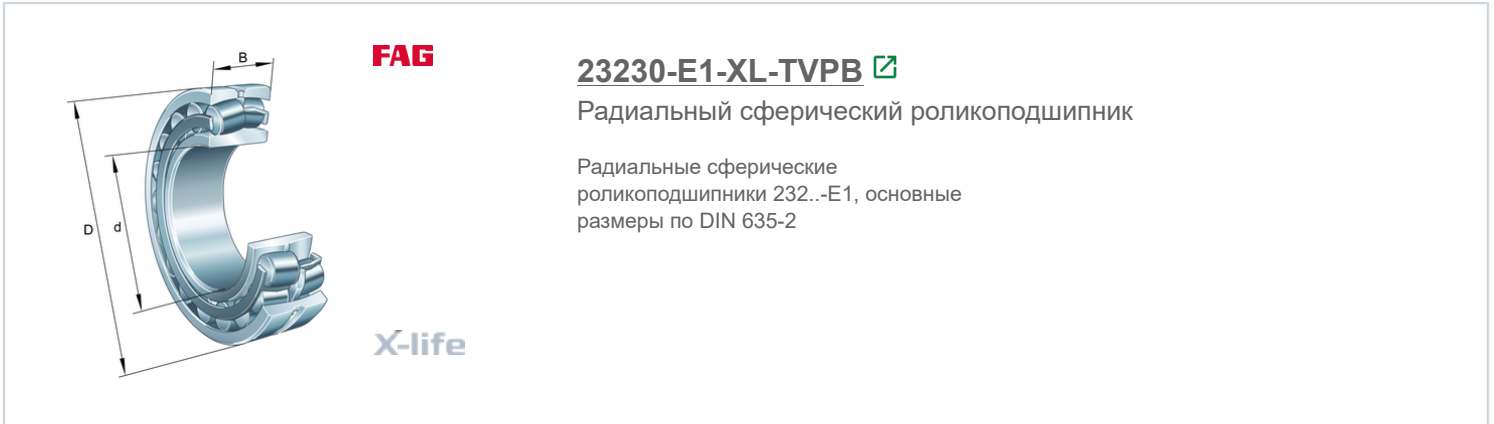 B
D
d
FAG
X-life
23230-E1-XL-TVPB
Радиальный сферический роликоподшипник
Радиальные сферические
роликоподшипники 232..-E1, основные
размеры по DIN 635-2